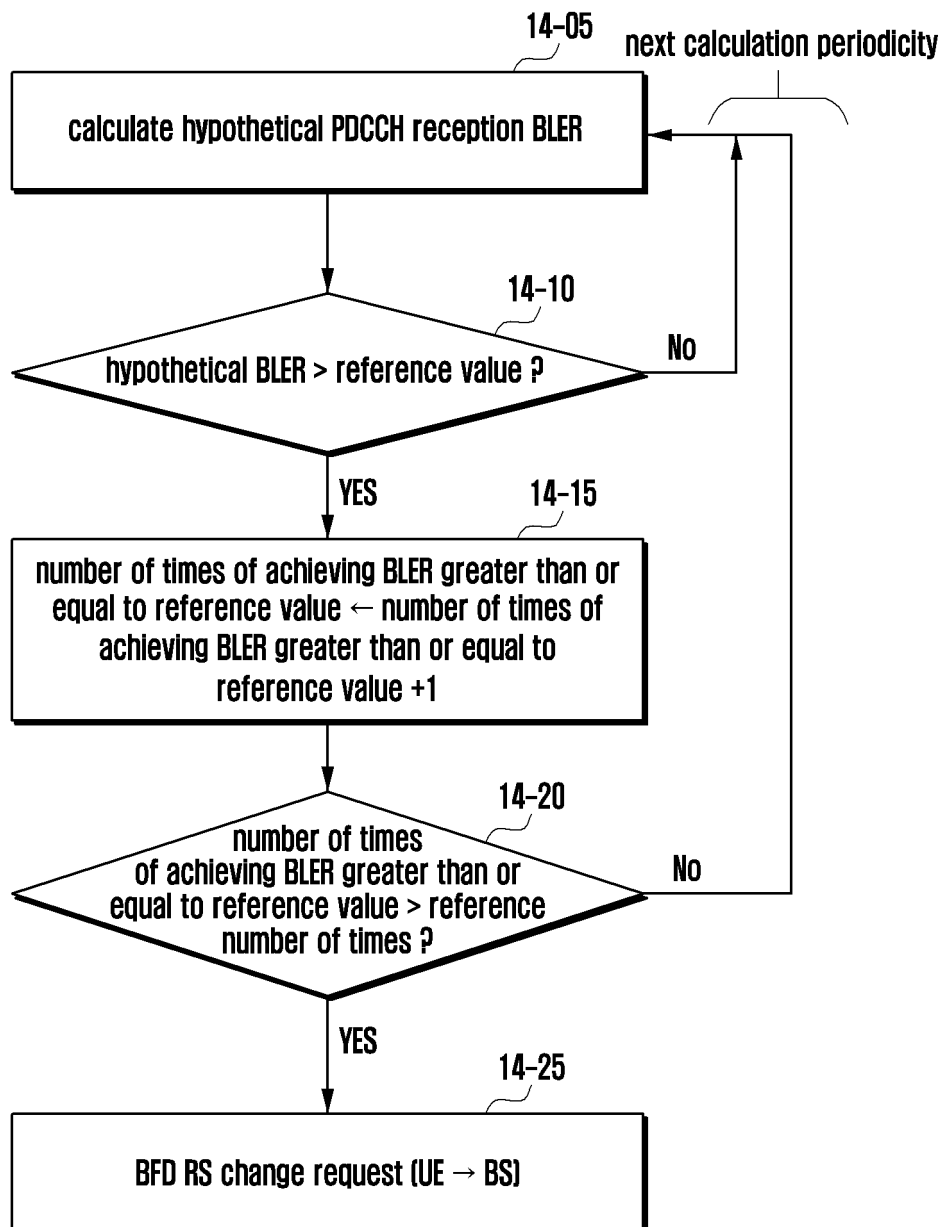 14-05
next calculation periodicity
calculate hypothetical PDCCH reception BLER
14-10
hypothetical BLER > reference value ?
No
YES
14-15
number of times of achieving BLER greater than or
equal to reference value ← number of times of
achieving BLER greater than or equal to
reference value +1
14-20
number of times
of achieving BLER greater than or
equal to reference value > reference
number of times ?
No
YES
14-25
BFD RS change request (UE → BS)